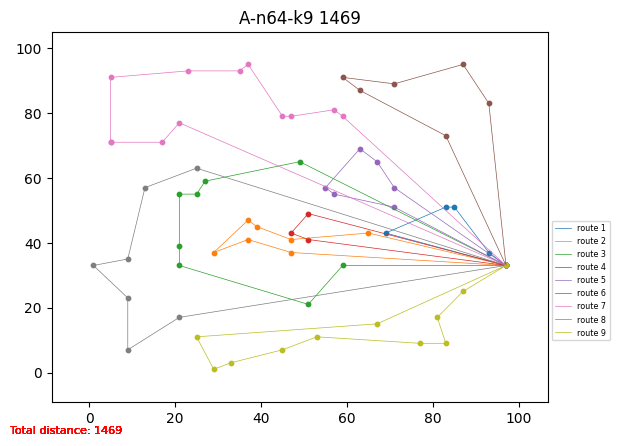 A-n64-k9 1469
100
80
60
40
20
0
0 20 40 60 80 100
route 1
route 2
route 3
route 4
route 5
route 6
route 7
route 8
route 9
Total distance: 1469